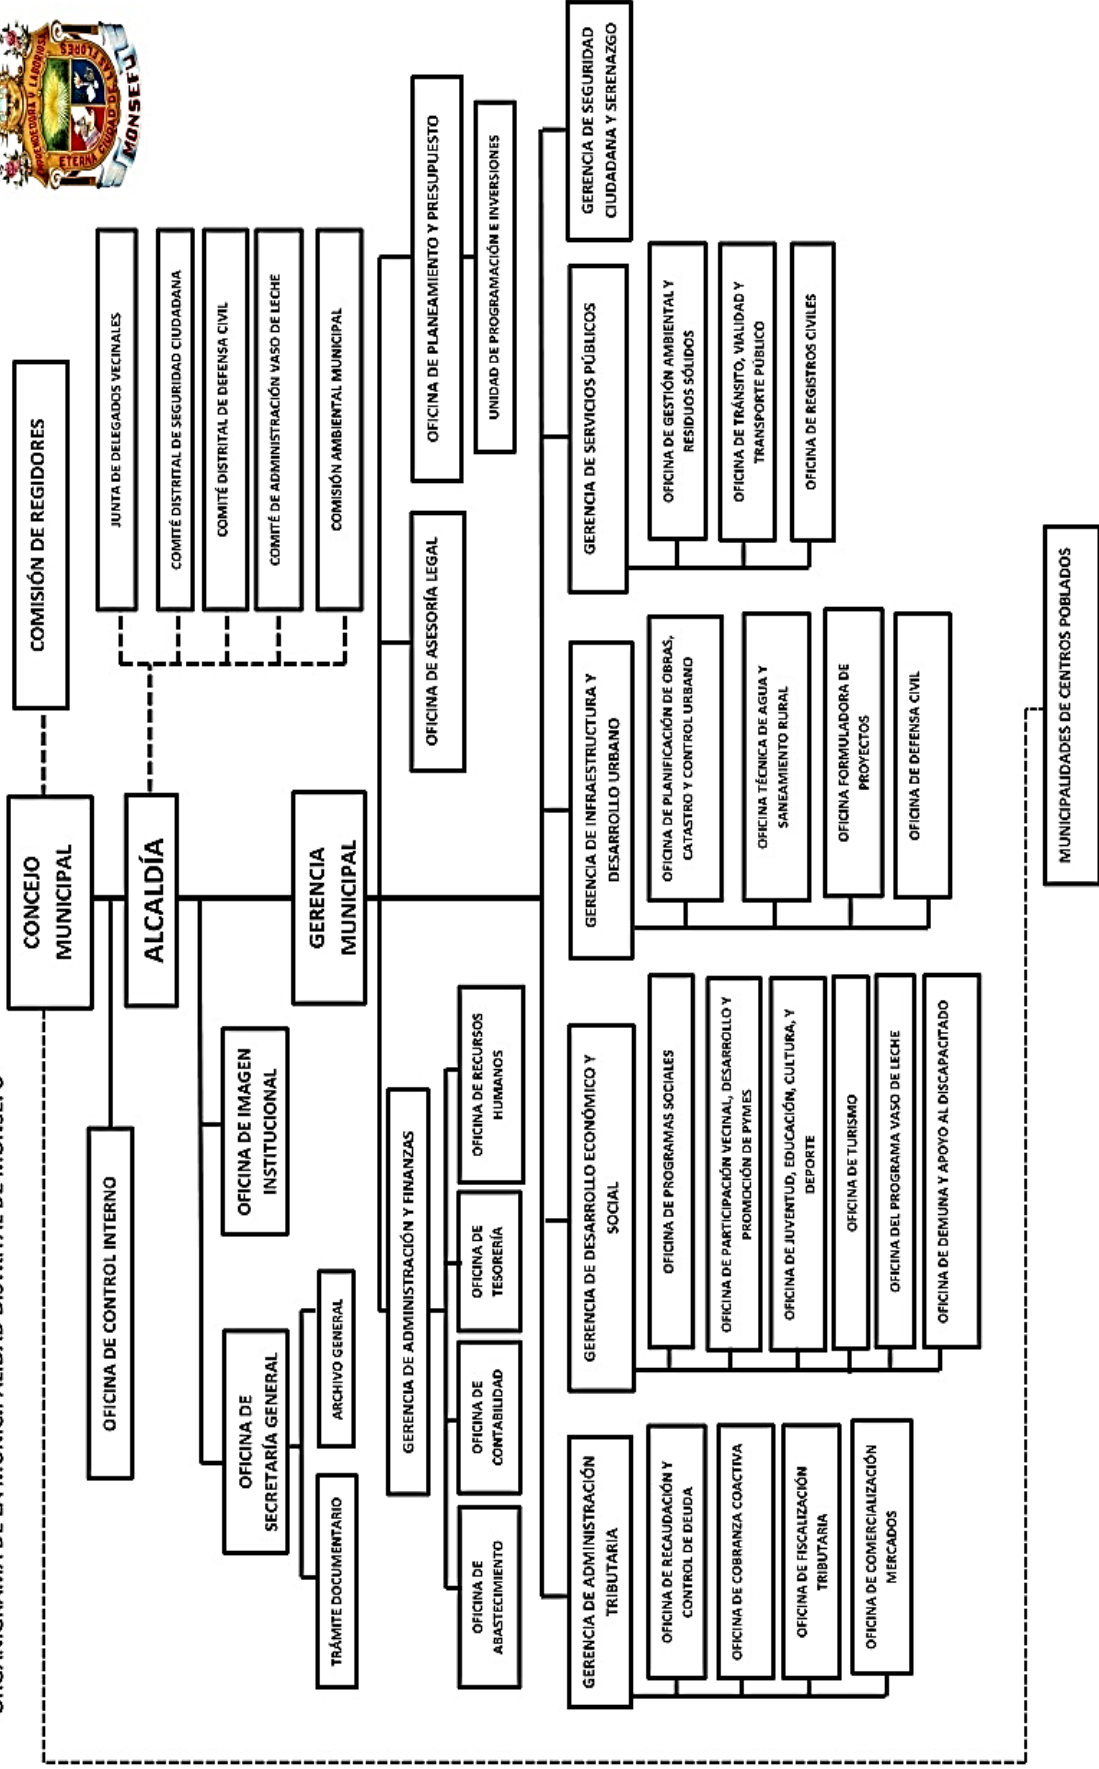 CONCEJO
MUNICIPAL
COMISIÓN DE REGIDORES
OFICINA DE CONTROL INTERNO
ALCALDÍA
JUNTA DE DELEGADOS VECINALES
COMITÉ DISTRITAL DE SEGURIDAD CIUDADANA
COMITÉ DISTRITAL DE DEFENSA CIVIL
COMITÉ DE ADMINISTRACIÓN VASO DE LECHE
COMISIÓN AMBIENTAL MUNICIPAL
OFICINA DE
SECRETARÍA GENERAL
OFICINA DE IMAGEN
INSTITUCIONAL
TRÁMITE DOCUMENTARIO
ARCHIVO GENERAL
GERENCIA
MUNICIPAL
GERENCIA DE ADMINISTRACIÓN Y FINANZAS
OFICINA DE
ABASTECIMIENTO
OFICINA DE
CONTABILIDAD
OFICINA DE
TESORERÍA
OFICINA DE RECURSOS
HUMANOS
OFICINA DE ASESORÍA LEGAL
OFICINA DE PLANEAMIENTO Y PRESUPUESTO
UNIDAD DE PROGRAMACIÓN E INVERSIONES
GERENCIA DE ADMINISTRACIÓN
TRIBUTARIA
OFICINA DE RECAUDACIÓN Y
CONTROL DE DEUDA
OFICINA DE COBRANZA COACTIVA
OFICINA DE FISCALIZACIÓN
TRIBUTARIA
OFICINA DE COMERCIALIZACIÓN
MERCADOS
GERENCIA DE DESARROLLO ECONÓMICO Y
SOCIAL
OFICINA DE PROGRAMAS SOCIALES
OFICINA DE PARTICIPACIÓN VECINAL, DESARROLLO Y
PROMOCIÓN DE PYMES
OFICINA DE JUVENTUD, EDUCACIÓN, CULTURA, Y
DEPORTE
OFICINA DE TURISMO
OFICINA DEL PROGRAMA VASO DE LECHE
OFICINA DE DEMUNA Y APOYO AL DISCAPACITADO
GERENCIA DE INFRAESTRUCTURA Y
DESARROLLO URBANO
OFICINA DE PLANIFICACIÓN DE OBRAS,
CATASTRO Y CONTROL URBANO
OFICINA TÉCNICA DE AGUA Y
SANEAMIENTO RURAL
OFICINA FORMULADORA DE
PROYECTOS
OFICINA DE DEFENSA CIVIL
GERENCIA DE SERVICIOS PÚBLICOS
OFICINA DE GESTIÓN AMBIENTAL Y
RESIDUOS SÓLIDOS
OFICINA DE TRÁNSITO, VIALIDAD Y
TRANSPORTE PÚBLICO
OFICINA DE REGISTROS CIVILES
GERENCIA DE SEGURIDAD
CIUDADANA Y SERENAZGO
MUNICIPALIDADES DE CENTROS POBLADOS
Y LABORIOSA
ETERNA CIUDAD DE LAS FLORES
MONSEFU